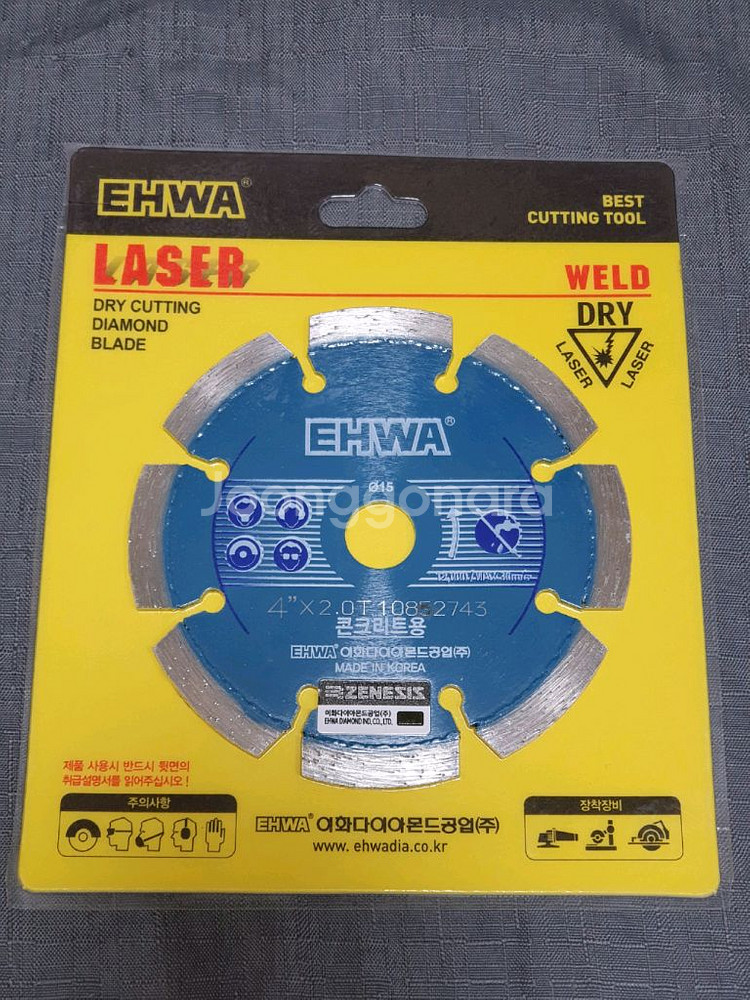 EHWA®
BEST
CUTTING TOOL
LASER
WELD
DRY CUTTING
DIAMOND
BLADE
DRY
LASER
LASER
EHWA®
Ø15
Joonggonara
4"×2.0T 10852743
콘크리트용
EHWA 이화다이아몬드공업(주)
MADE IN KOREA
ZENESIS
이화다이아몬드공업(주)
EHWA DIAMOND IND. CO., LTD.
제품 사용시 반드시 뒷면의
취급설명서를 읽어주십시오!
주의사항
장착장비
EHWA® 이화다이아몬드공업(주)
www.ehwadia.co.kr